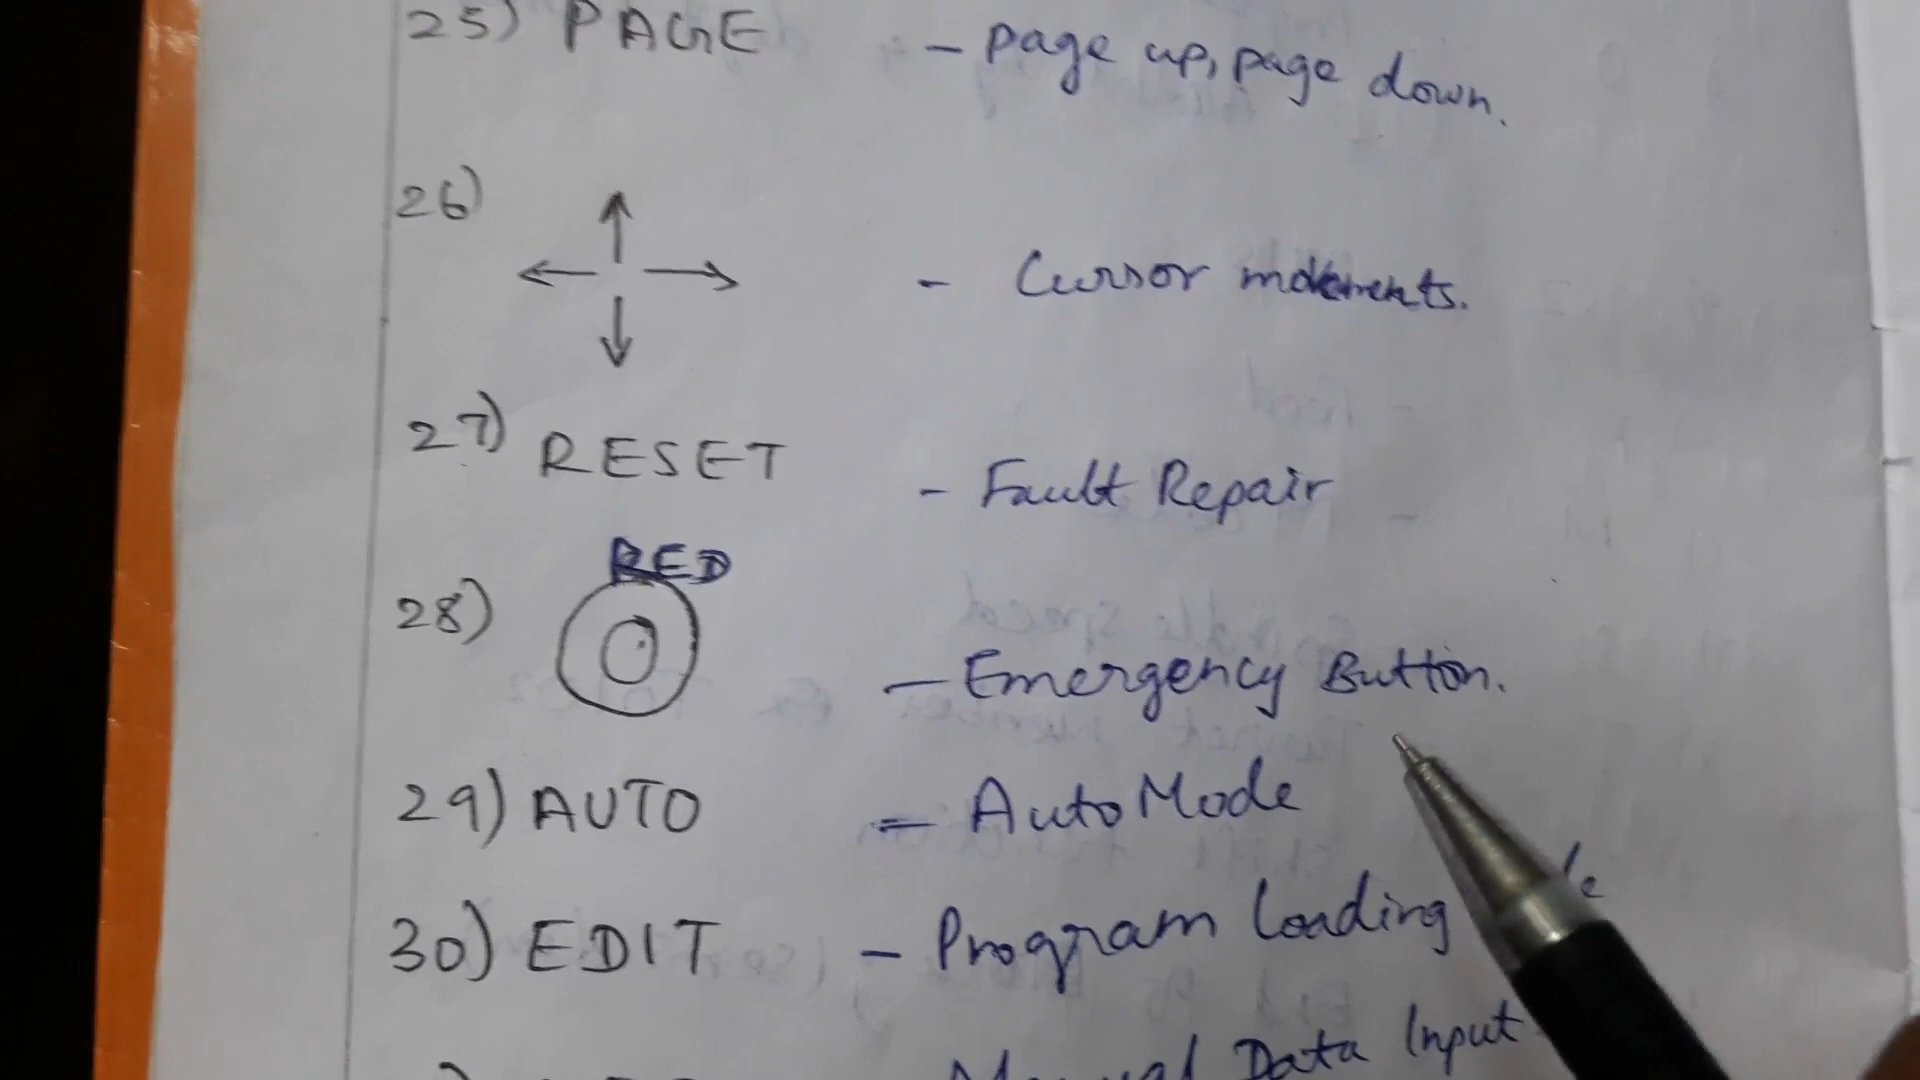 25) PAGE - page up, page down.
26) - Cursor movements.
27) RESET - Fault Repair
RED
28) - Emergency Button.
29) AUTO - Auto Mode
30) EDIT - Program loading
Manual Data Input